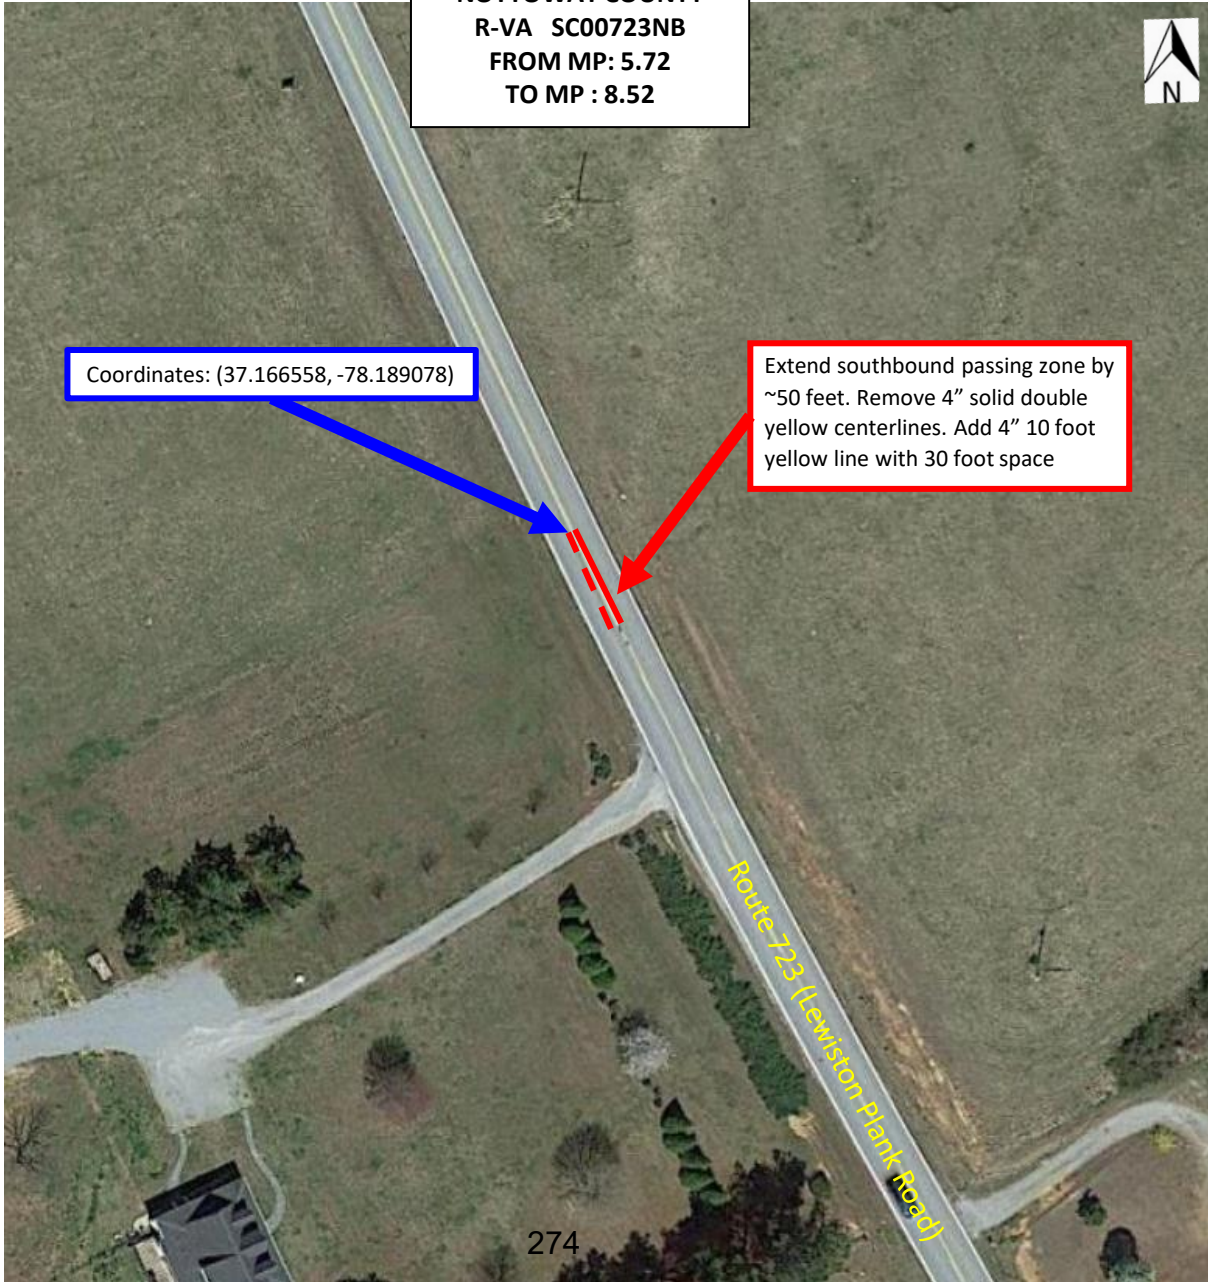 NOTTOWAY COUNTY
R-VA SC00723NB
FROM MP: 5.72
TO MP : 8.52
N
Coordinates: (37.166558, -78.189078)
Extend southbound passing zone by
~50 feet. Remove 4” solid double
yellow centerlines. Add 4” 10 foot
yellow line with 30 foot space
Route 723 (Lewiston Plank Road)
274